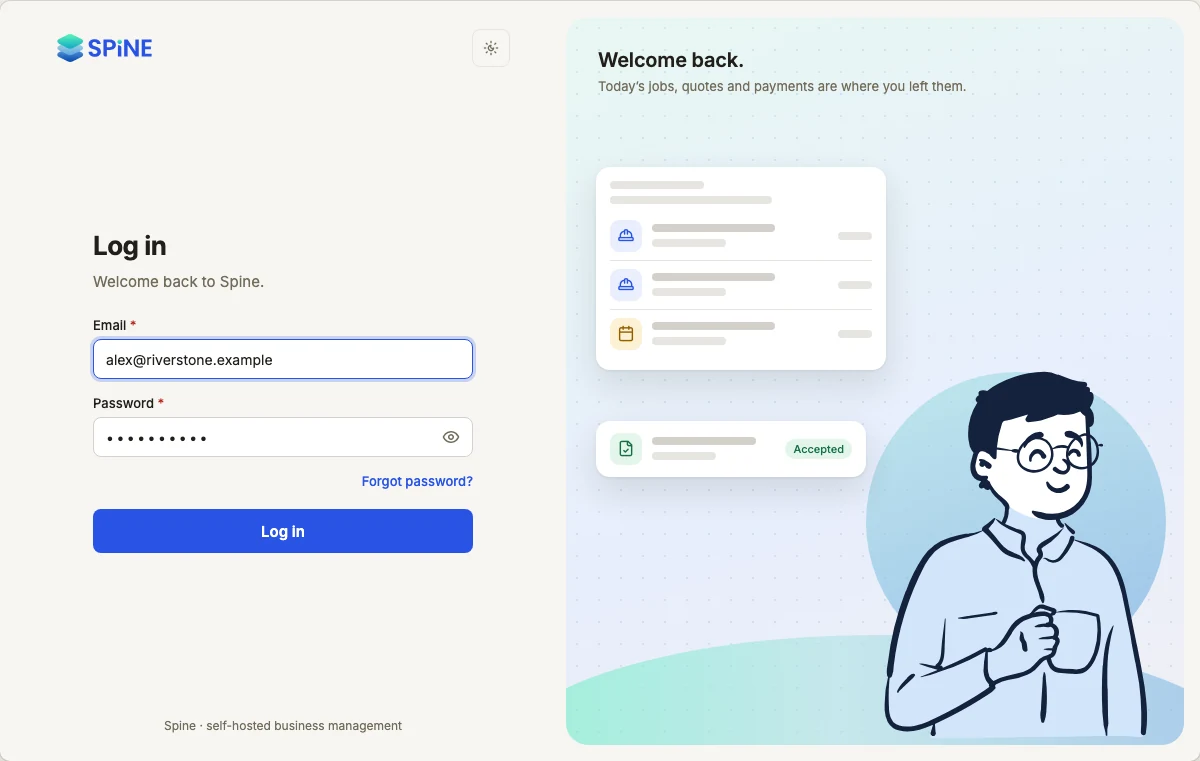 SPiNE
Log in
Welcome back to Spine.
Email *
alex@riverstone.example
Password *
••••••••••
Forgot password?
Log in
Spine · self-hosted business management
Welcome back.
Today's jobs, quotes and payments are where you left them.
Accepted